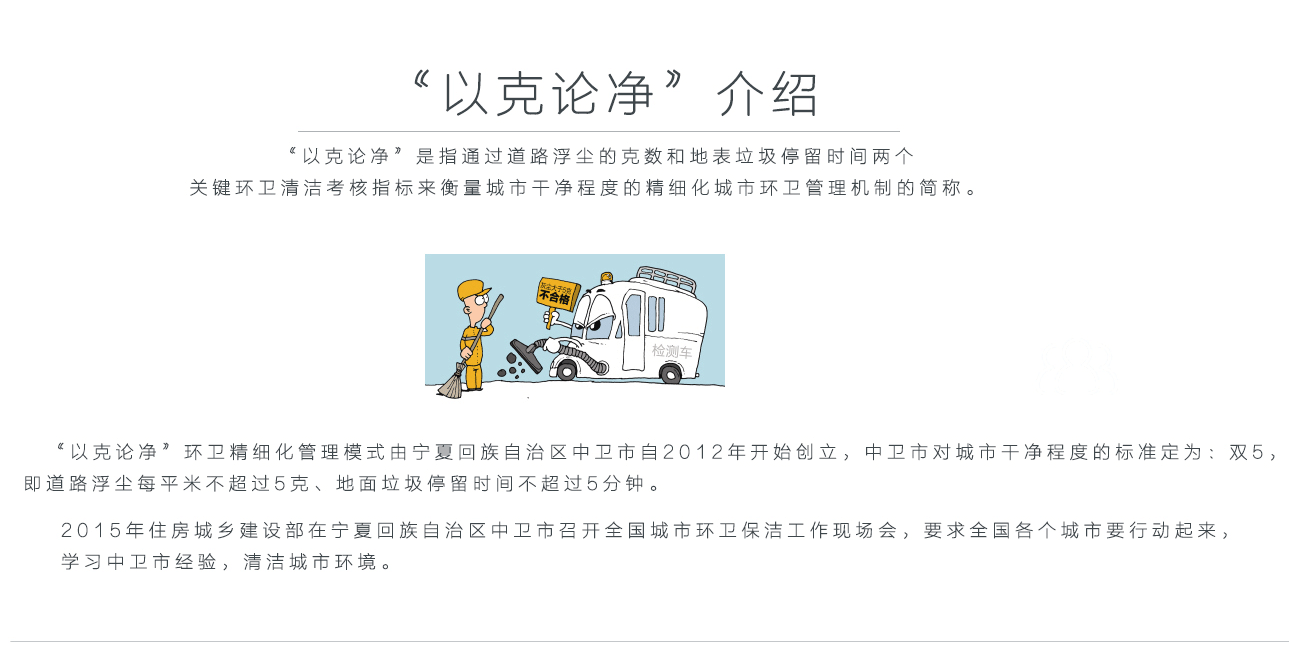 “以克论净”介绍
“以克论净”是指通过道路浮尘的克数和地表垃圾停留时间两个
关键环卫清洁考核指标来衡量城市干净程度的精细化城市环卫管理机制的简称。
灰尘大于5克
不合格
检测车
“以克论净”环卫精细化管理模式由宁夏回族自治区中卫市自2012年开始创立，中卫市对城市干净程度的标准定为：双5，
即道路浮尘每平米不超过5克、地面垃圾停留时间不超过5分钟。
2015年住房城乡建设部在宁夏回族自治区中卫市召开全国城市环卫保洁工作现场会，要求全国各个城市要行动起来，
学习中卫市经验，清洁城市环境。